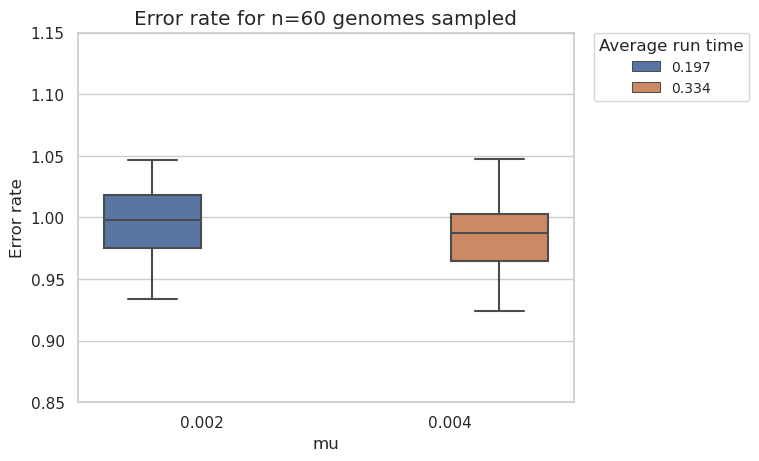 Error rate for n=60 genomes sampled
Average run time
0.197
0.334
Error rate
1.15
1.10
1.05
1.00
0.95
0.90
0.85
0.002
0.004
mu